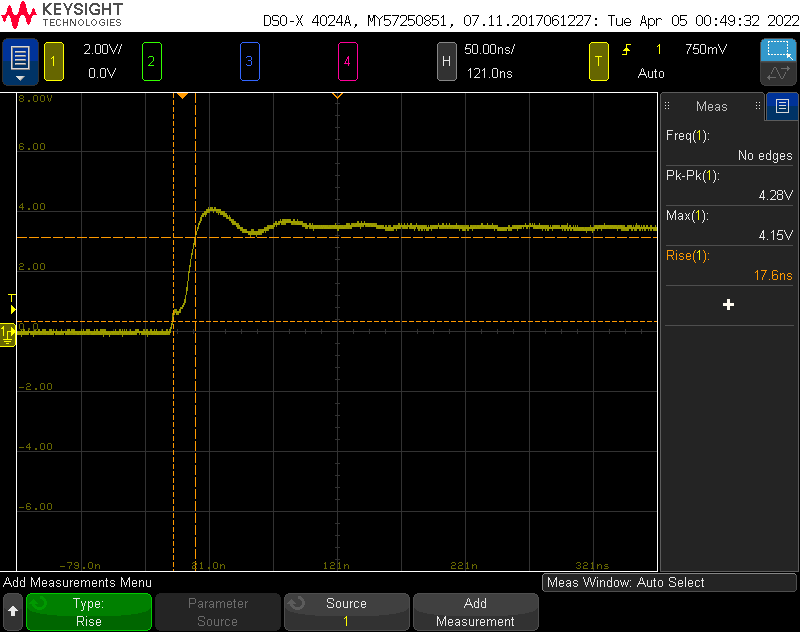 KEYSIGHT
TECHNOLOGIES
DSO-X 4024A, MY57250851, 07.11.2017061227: Tue Apr 05 00:49:32 2022
1
2.00V/
0.0V
2
3
4
H
50.00ns/
121.0ns
T
1
750mV
Auto
8.00V
6.00
4.00
2.00
T
1
0.0
-2.00
-4.00
-6.00
-79.0n
21.0n
121n
221n
321ns
Meas
Freq(1):
No edges
Pk-Pk(1):
4.28V
Max(1):
4.15V
Rise(1):
17.6ns
+
Add Measurements Menu
Meas Window: Auto Select
Type:
Rise
Parameter
Source
Source
1
Add
Measurement